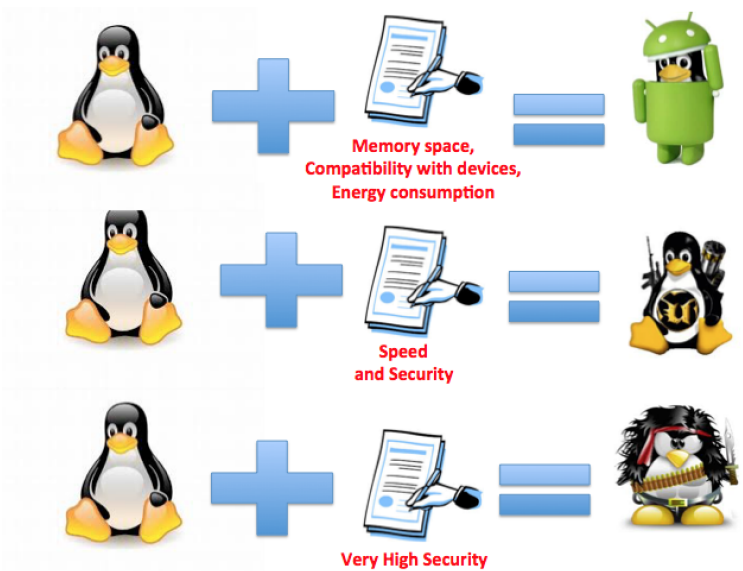 Memory space,
Compatibility with devices,
Energy consumption
Speed
and Security
Very High Security